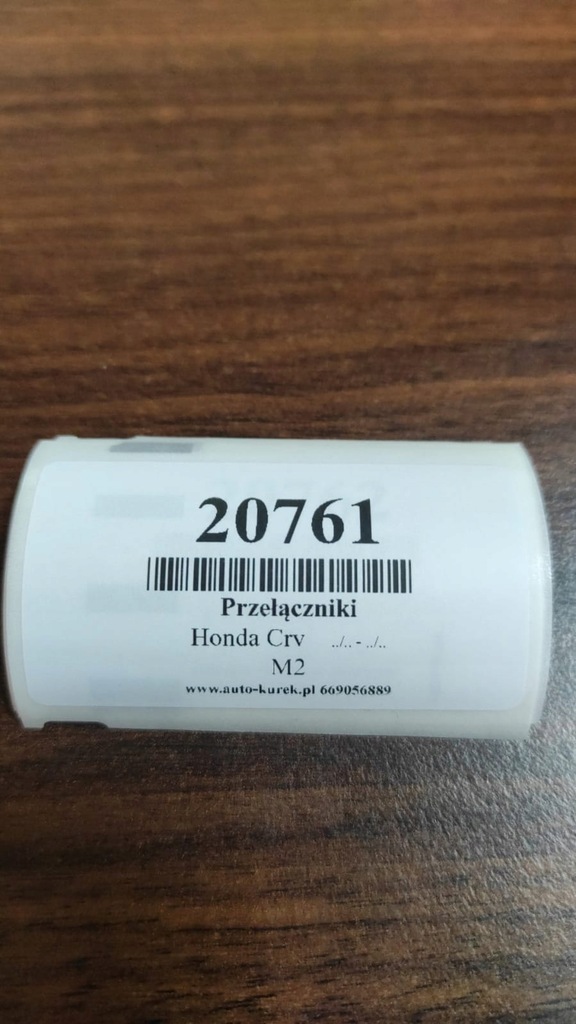 20761
Przełączniki
Honda Crv ../.. - ../..
M2
www.auto-kurek.pl 669056889